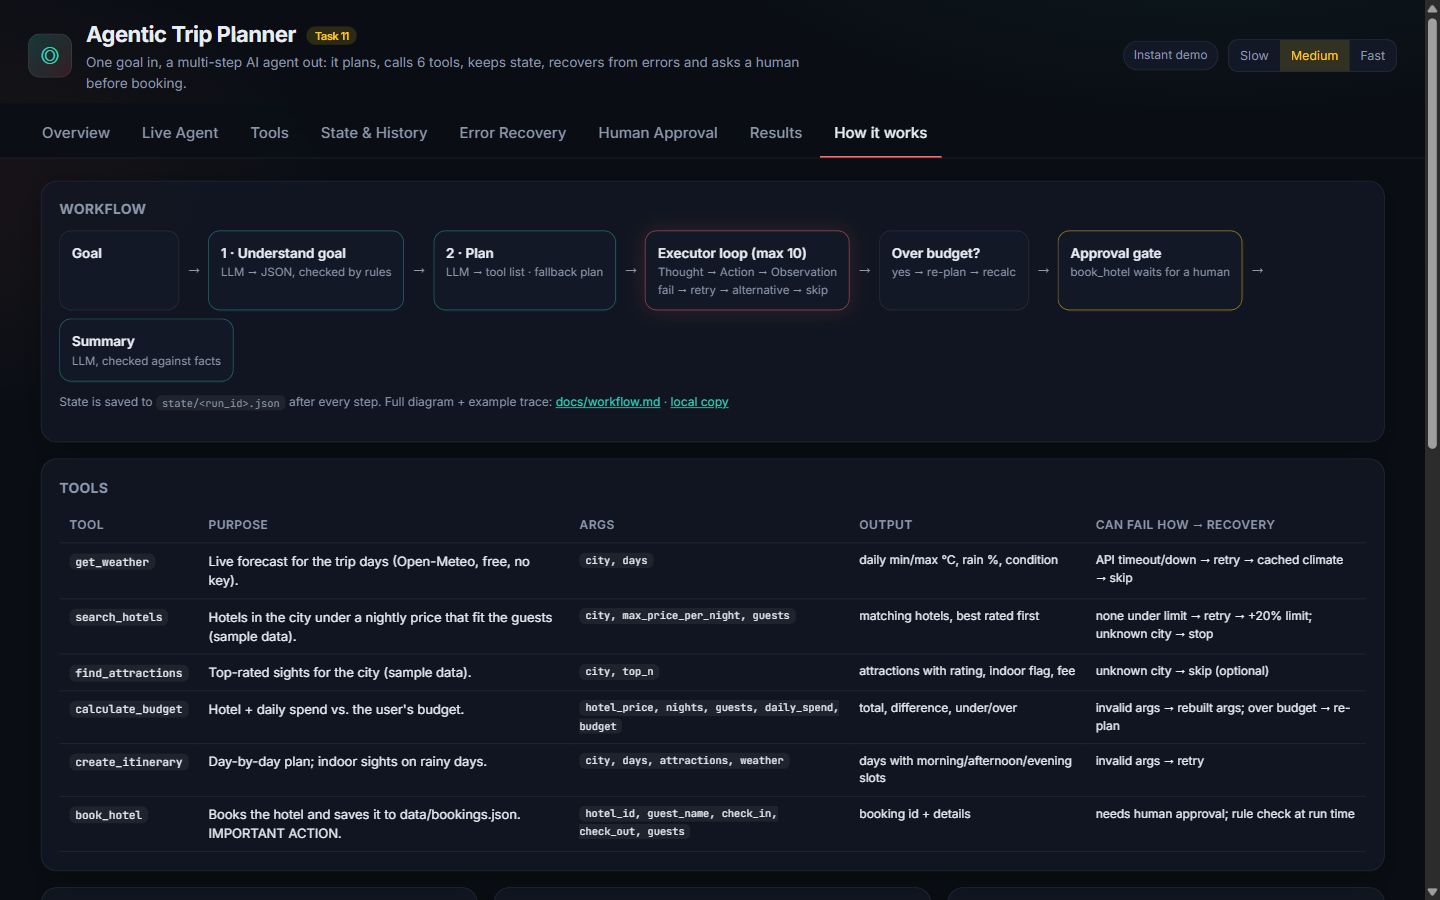 Agentic Trip Planner Task 11
One goal in, a multi-step AI agent out: it plans, calls 6 tools, keeps state, recovers from errors and asks a human
before booking.
Instant demo Slow Medium Fast
Overview Live Agent Tools State & History Error Recovery Human Approval Results How it works
WORKFLOW
Goal
→
1 · Understand goal
LLM → JSON, checked by rules
→
2 · Plan
LLM → tool list · fallback plan
→
Executor loop (max 10)
Thought → Action → Observation
fail → retry → alternative → skip
→
Over budget?
yes → re-plan → recalc
→
Approval gate
book_hotel waits for a human
→
Summary
LLM, checked against facts
State is saved to state/<run_id>.json after every step. Full diagram + example trace: docs/workflow.md · local copy
TOOLS
TOOL PURPOSE ARGS OUTPUT CAN FAIL HOW → RECOVERY
get_weather
Live forecast for the trip days (Open-Meteo, free, no
key).
city, days
daily min/max °C, rain %, condition
API timeout/down → retry → cached climate
→ skip
search_hotels
Hotels in the city under a nightly price that fit the guests
(sample data).
city, max_price_per_night, guests
matching hotels, best rated first
none under limit → retry → +20% limit;
unknown city → stop
find_attractions
Top-rated sights for the city (sample data).
city, top_n
attractions with rating, indoor flag, fee
unknown city → skip (optional)
calculate_budget
Hotel + daily spend vs. the user's budget.
hotel_price, nights, guests, daily_spend,
budget
total, difference, under/over
invalid args → rebuilt args; over budget → re-
plan
create_itinerary
Day-by-day plan; indoor sights on rainy days.
city, days, attractions, weather
days with morning/afternoon/evening
slots
invalid args → retry
book_hotel
Books the hotel and saves it to data/bookings.json.
IMPORTANT ACTION.
hotel_id, guest_name, check_in,
check_out, guests
booking id + details
needs human approval; rule check at run time